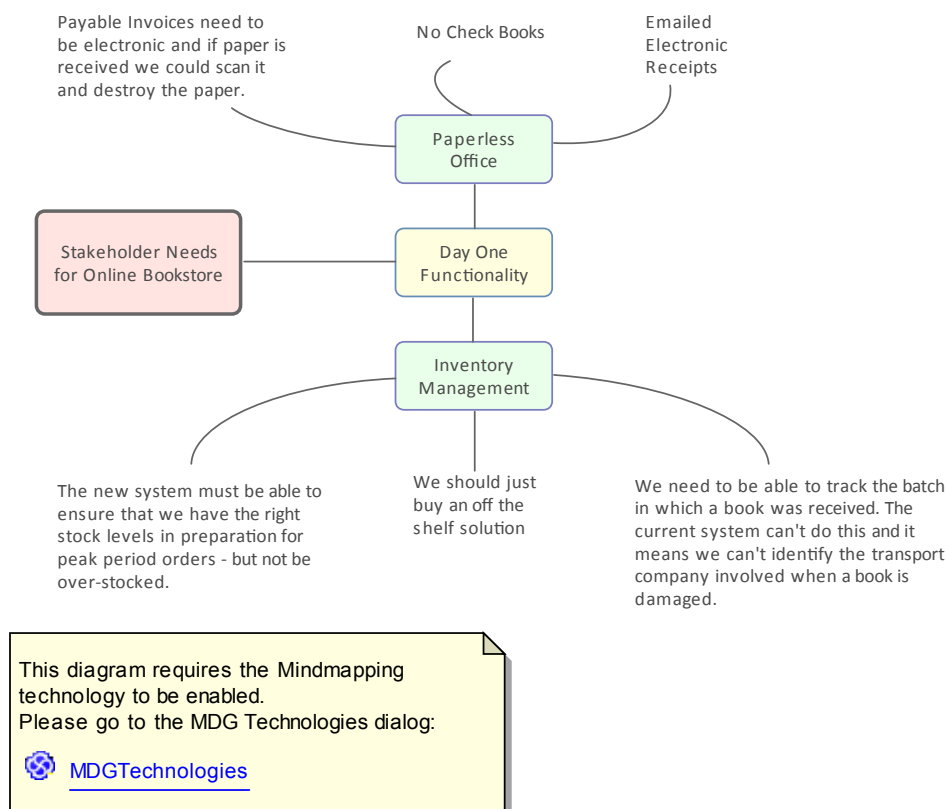 Payable Invoices need to
be electronic and if paper is
received we could scan it
and destroy the paper.
No Check Books
Emailed
Electronic
Receipts
Paperless
Office
Stakeholder Needs
for Online Bookstore
Day One
Functionality
Inventory
Management
The new system must be able to
ensure that we have the right
stock levels in preparation for
peak period orders - but not be
over-stocked.
We should just
buy an off the
shelf solution
We need to be able to track the batch
in which a book was received. The
current system can't do this and it
means we can't identify the transport
company involved when a book is
damaged.
This diagram requires the Mindmapping
technology to be enabled.
Please go to the MDG Technologies dialog:
MDGTechnologies